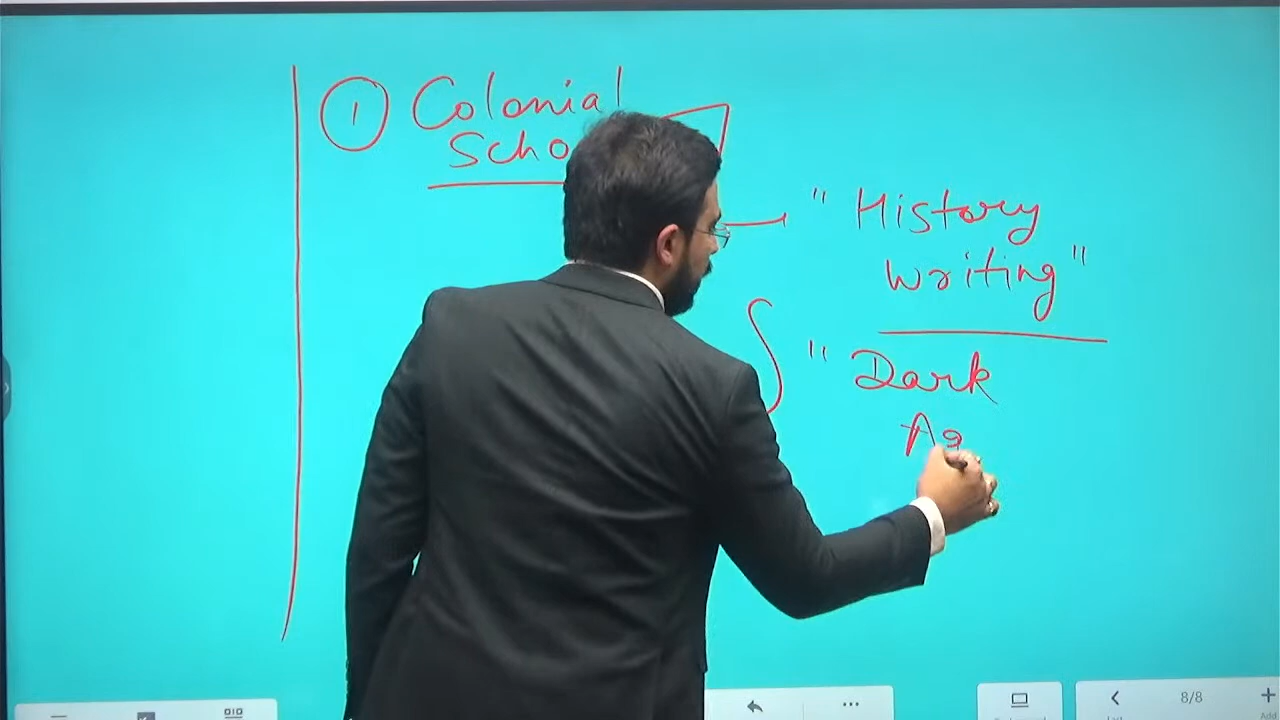 ① Colonial
Scho
" History
writing "
" Dark
Ag
8/8